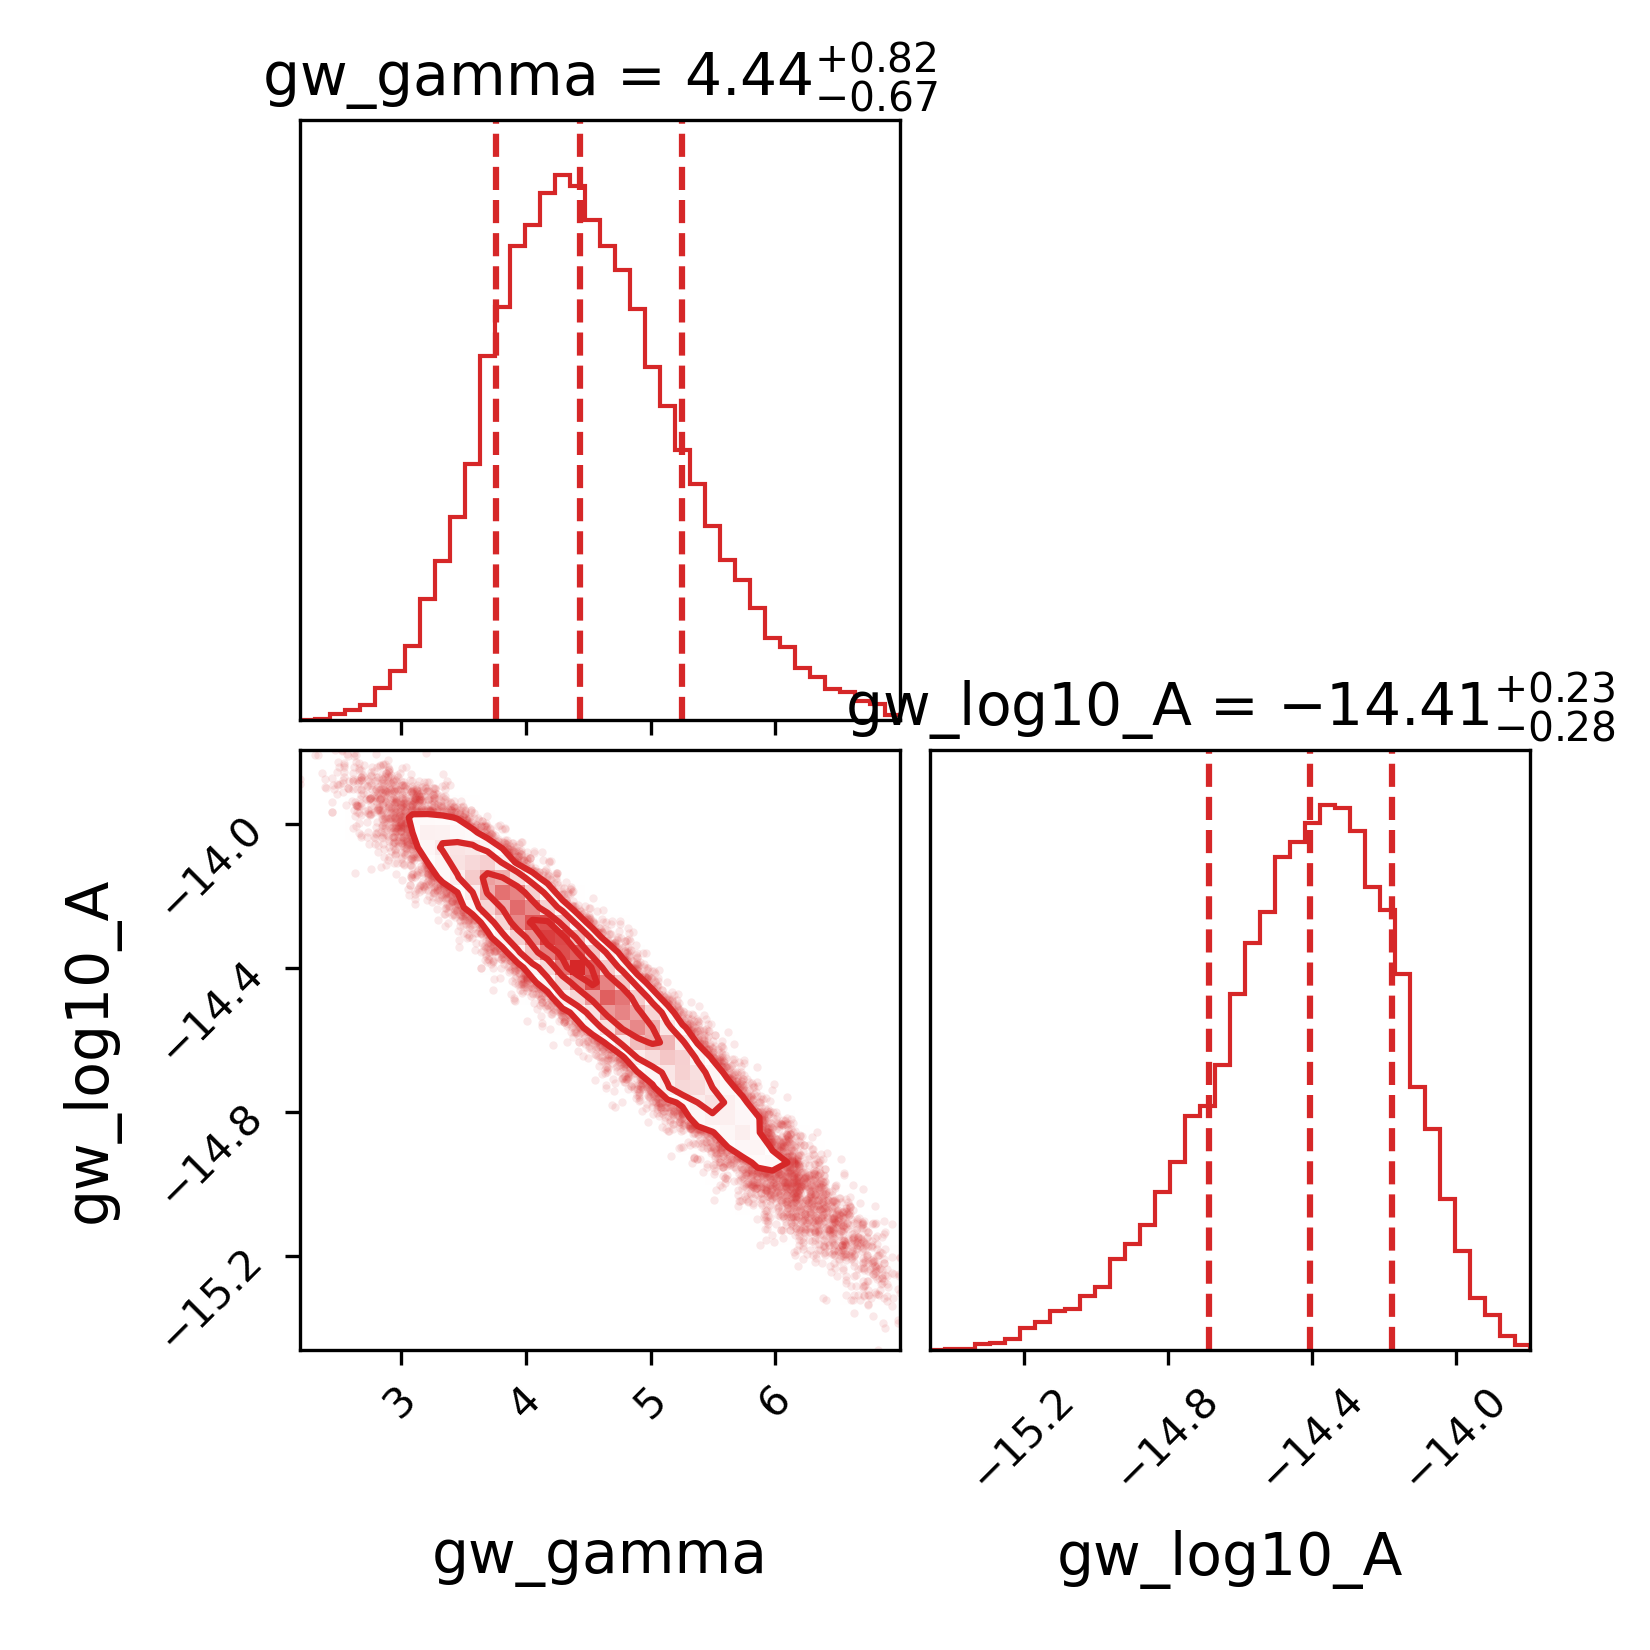 gw_gamma = 4.44 +0.82 −0.67
gw_log10_A = −14.41 +0.23 −0.28
gw_log10_A
−14.0
−14.4
−14.8
−15.2
3 4 5 6
−15.2 −14.8 −14.4 −14.0
gw_gamma
gw_log10_A